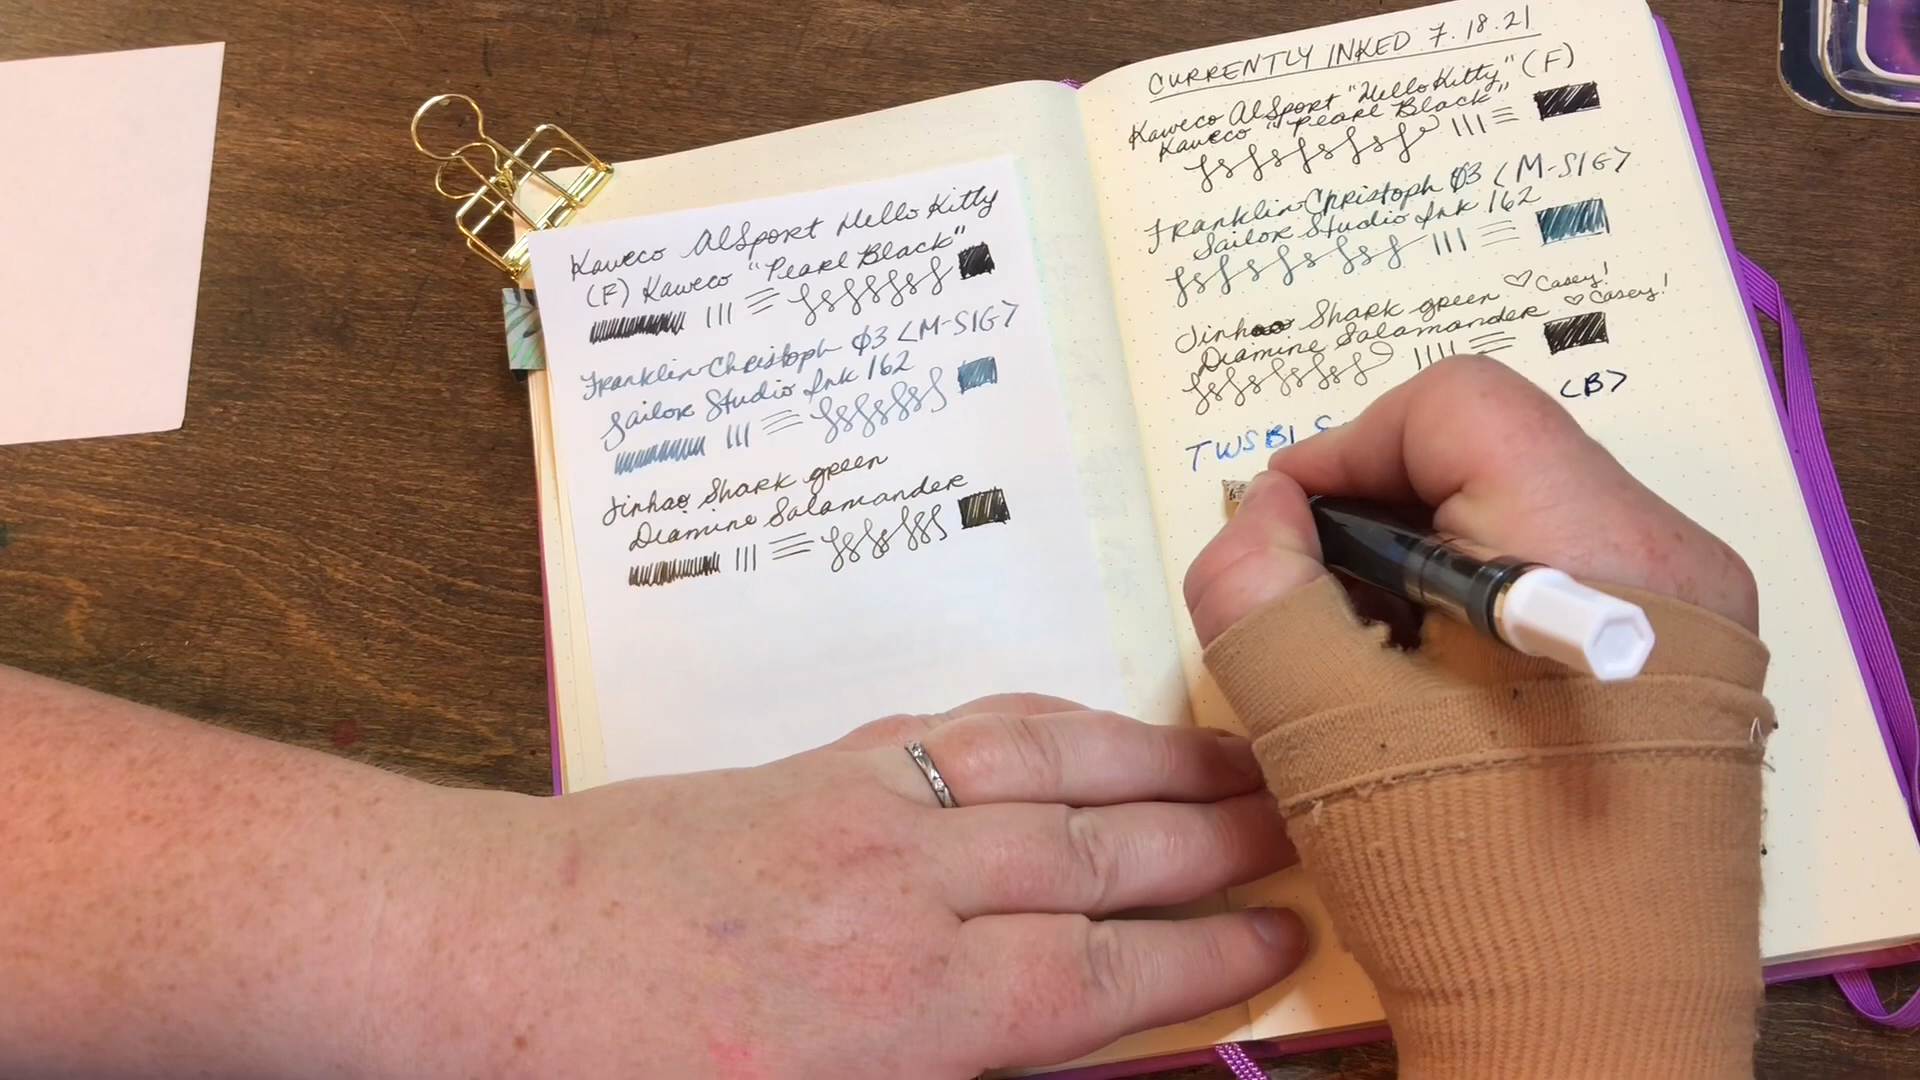 Kaweco AlSport Hello Kitty
(F) Kaweco "Pearl Black"
Franklin-Christoph Ø3 <M-SIG>
Sailor Studio Ink 162
Jinhao Shark green
Diamine Salamander
CURRENTLY INKED 7.18.21
Kaweco AlSport "Hello Kitty" (F)
Kaweco "Pearl Black"
Franklin-Christoph Ø3 <M-SIG>
Sailor Studio Ink 162
Jinhao Shark green ♡ Casey!
Diamine Salamander ♡ Casey!
TWSBI <B>